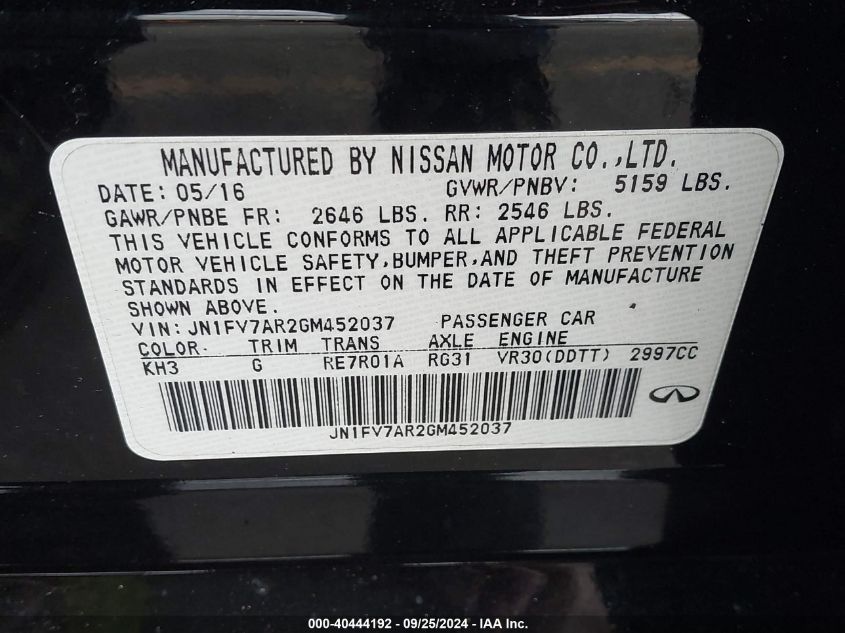 MANUFACTURED BY NISSAN MOTOR CO.,LTD.
DATE: 05/16 GVWR/PNBV: 5159 LBS.
GAWR/PNBE FR: 2646 LBS. RR: 2546 LBS.
THIS VEHICLE CONFORMS TO ALL APPLICABLE FEDERAL
MOTOR VEHICLE SAFETY,BUMPER,AND THEFT PREVENTION
STANDARDS IN EFFECT ON THE DATE OF MANUFACTURE
SHOWN ABOVE.
VIN:JN1FV7AR2GM452037 PASSENGER CAR
COLOR TRIM TRANS AXLE ENGINE
KH3 G RE7R01A RG31 VR30(DDTT) 2997CC
JN1FV7AR2GM452037
000-40444192 - 09/25/2024 - IAA Inc.